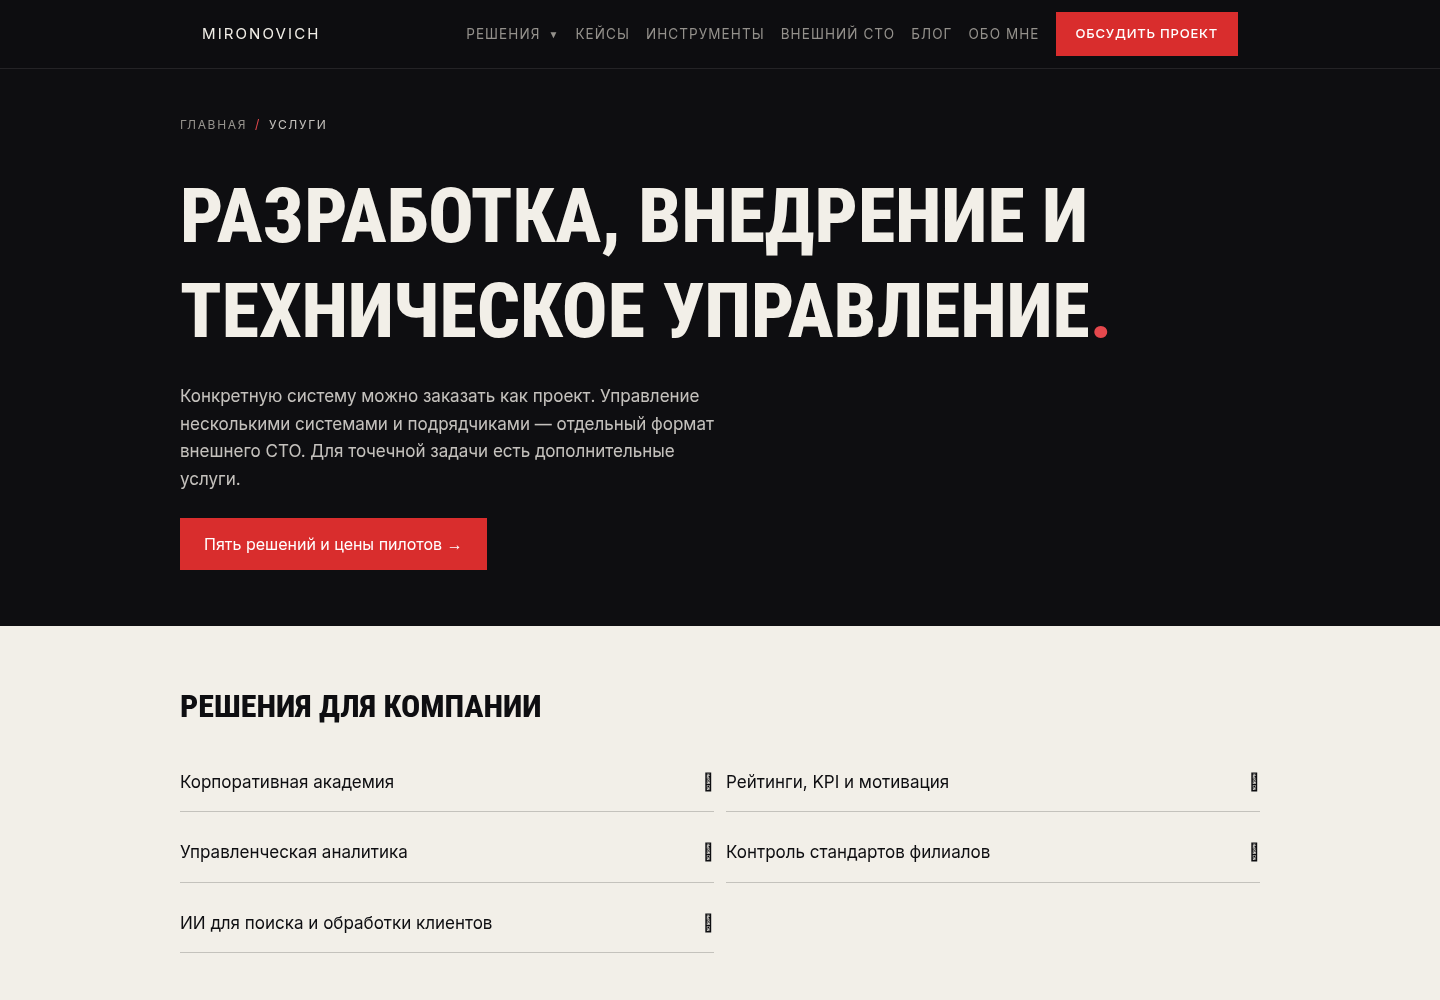 MIRONOVICH
РЕШЕНИЯ ▼ КЕЙСЫ ИНСТРУМЕНТЫ ВНЕШНИЙ СТО БЛОГ ОБО МНЕ ОБСУДИТЬ ПРОЕКТ
ГЛАВНАЯ / УСЛУГИ
РАЗРАБОТКА, ВНЕДРЕНИЕ И
ТЕХНИЧЕСКОЕ УПРАВЛЕНИЕ.
Конкретную систему можно заказать как проект. Управление
несколькими системами и подрядчиками — отдельный формат
внешнего СТО. Для точечной задачи есть дополнительные
услуги.
Пять решений и цены пилотов →
РЕШЕНИЯ ДЛЯ КОМПАНИИ
Корпоративная академия
Рейтинги, KPI и мотивация
Управленческая аналитика
Контроль стандартов филиалов
ИИ для поиска и обработки клиентов